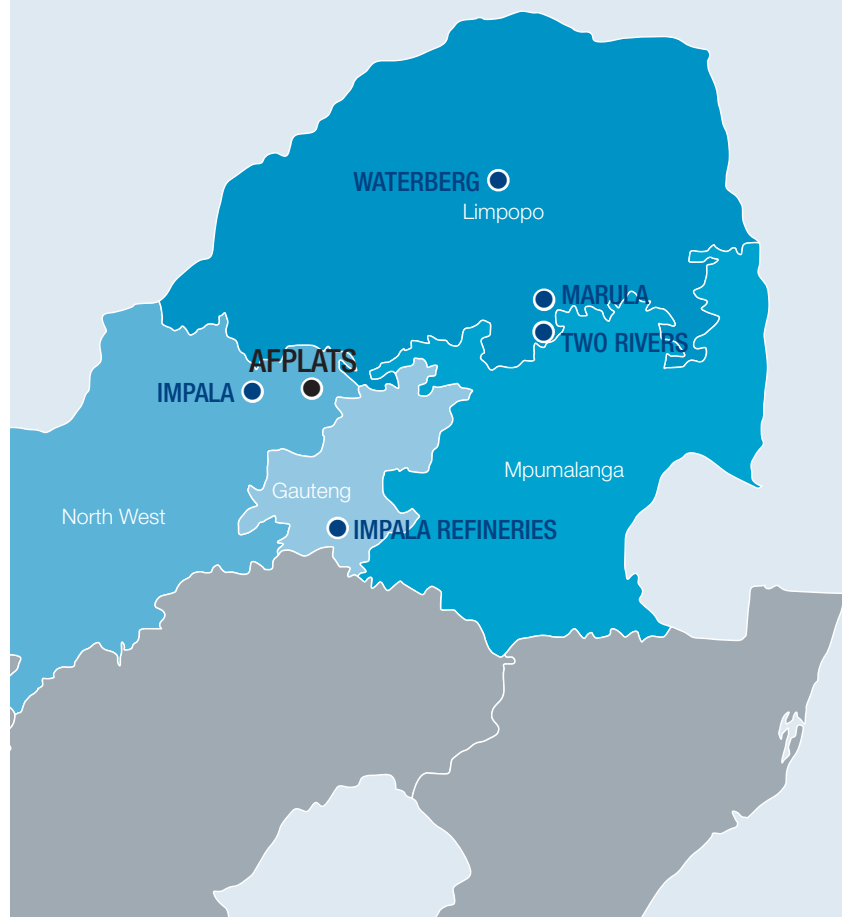 WATERBERG
Limpopo
MARULA
TWO RIVERS
AFPLATS
IMPALA
Mpumalanga
Gauteng
North West
IMPALA REFINERIES